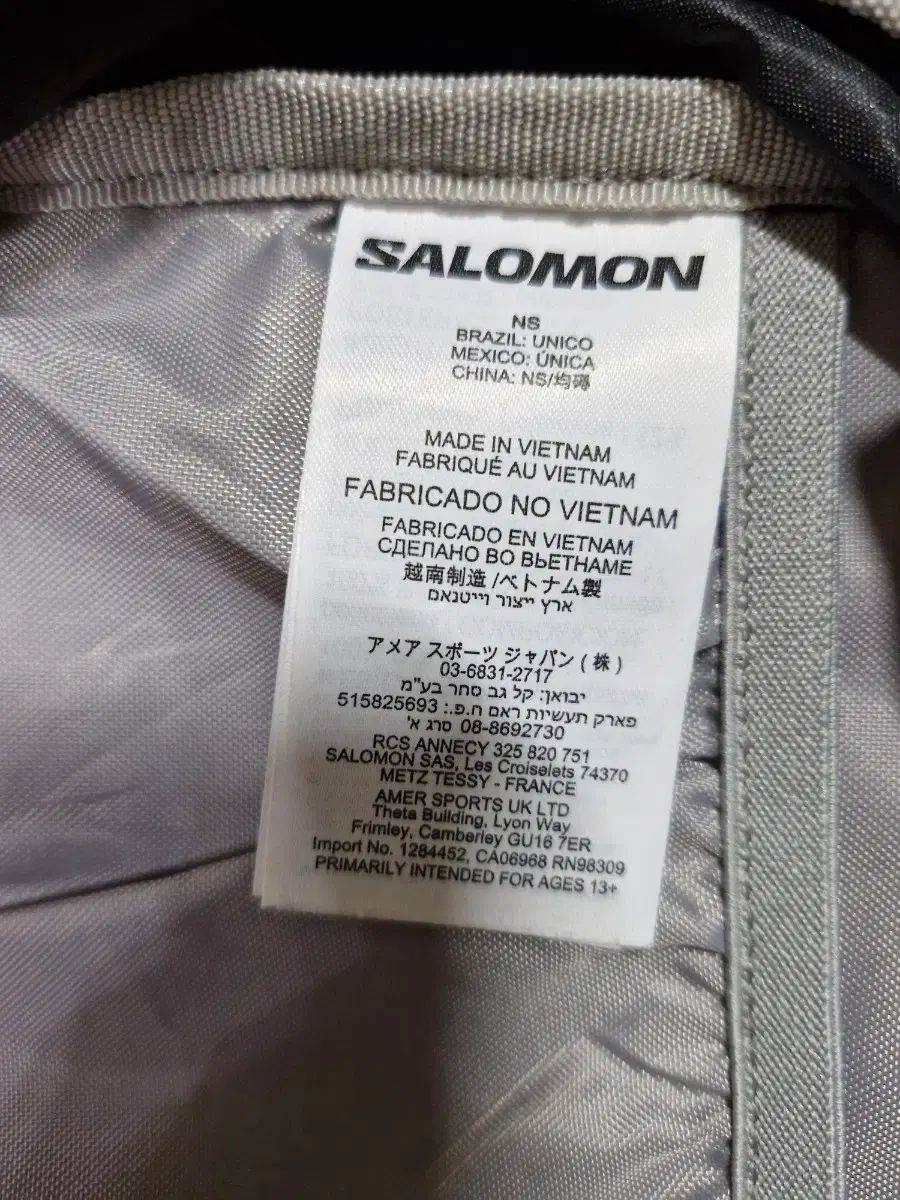 SALOMON
NS
BRAZIL: UNICO
MEXICO: ÚNICA
CHINA: NS/均碍
MADE IN VIETNAM
FABRIQUÉ AU VIETNAM
FABRICADO NO VIETNAM
FABRICADO EN VIETNAM
СДЕЛАНО ВО ВЬЕТНАМЕ
越南制造 /ベトナム製
ארץ ייצור וייטנאם
アメア スポーツ ジャパン ( 株 )
03-6831-2717
יבואן: קל גב סחר בע"מ
פארק תעשיות ראם ח.פ.: 515825693
08-8692730 סרג א'
RCS ANNECY 325 820 751
SALOMON SAS, Les Croiselets 74370
METZ TESSY - FRANCE
AMER SPORTS UK LTD
Theta Building, Lyon Way
Frimley, Camberley GU16 7ER
Import No. 1284452, CA06968 RN98309
PRIMARILY INTENDED FOR AGES 13+